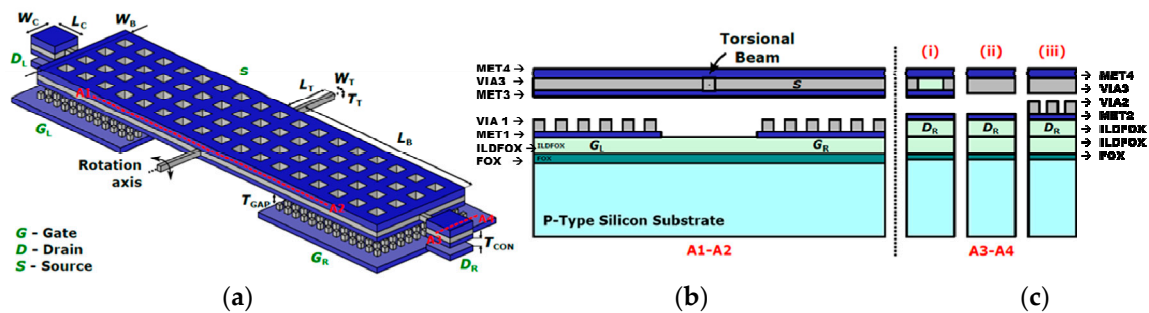 W_C
L_C
W_B
D_L
S
A1
L_T
W_T
T_T
G_L
L_B
Rotation
axis
A2
T_GAP
A4
A3
T_CON
G_R
D_R
G - Gate
D - Drain
S - Source
(a)
Torsional
Beam
MET4
VIA3
MET3
S
VIA 1
MET1
ILDFOX
ILDFOX
G_L
G_R
FOX
FOX
P-Type Silicon Substrate
A1-A2
(b)
(i)
(ii)
(iii)
MET4
VIA3
VIA2
MET2
ILDFOX
ILDFOX
FOX
D_R
D_R
D_R
A3-A4
(c)